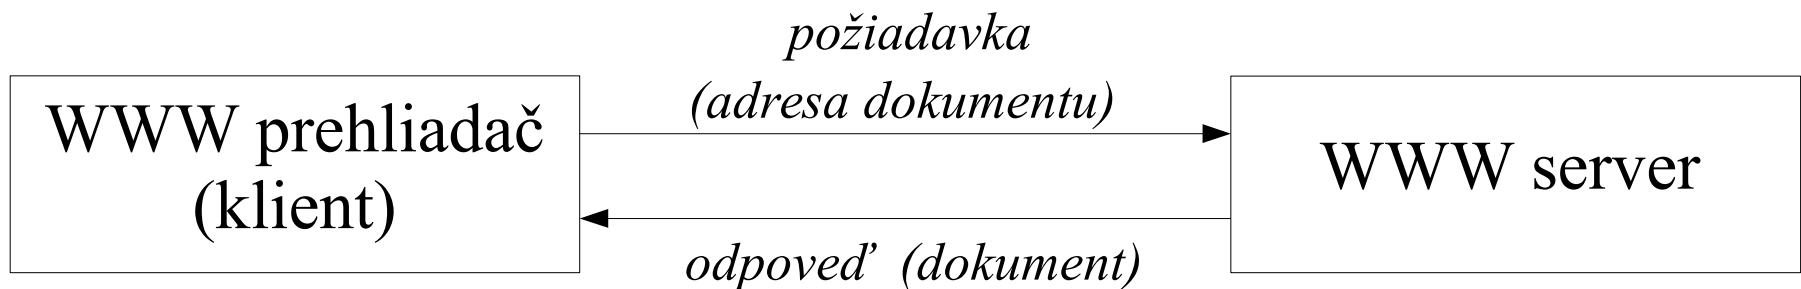 požiadavka
(adresa dokumentu)
WWW prehliadač
(klient)
WWW server
odpoveď (dokument)